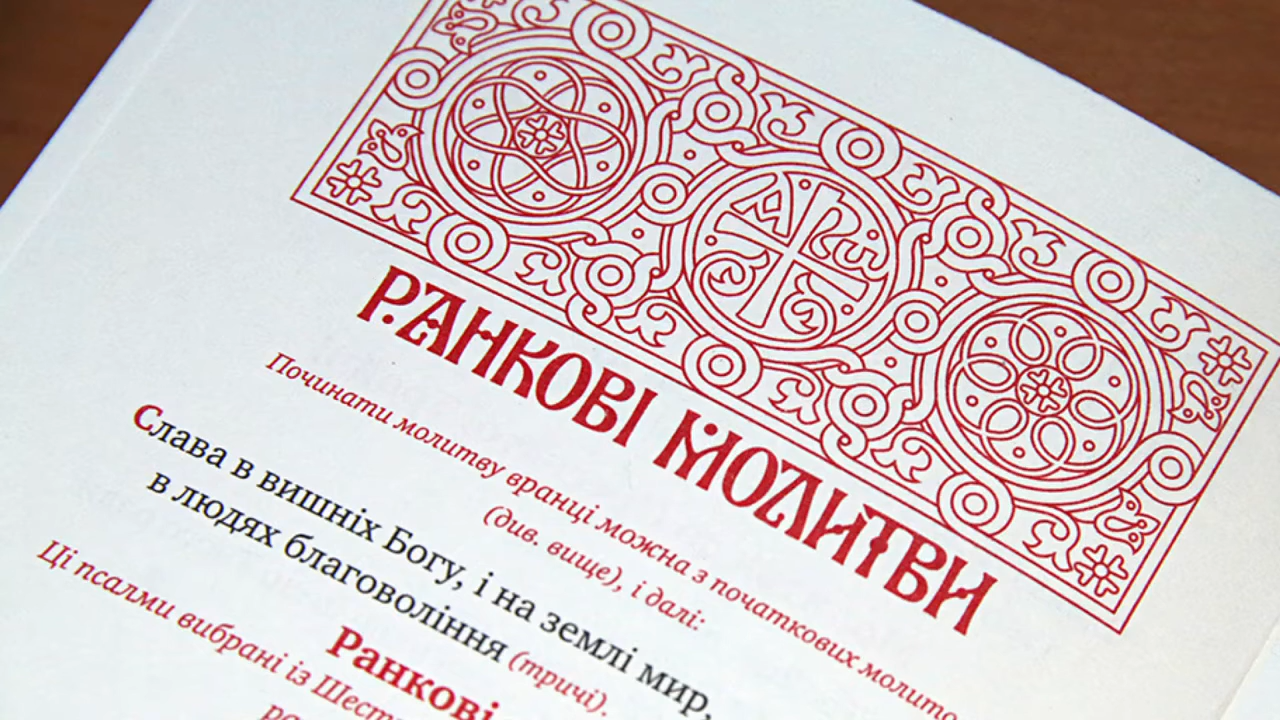 РАНКОВІ МОЛИТВИ
Починати молитву вранці можна з початкових молито
(див. вище), і далі:
Слава в вишніх Богу, і на землі мир,
в людях благовоління (тричі).
Ранкові
Ці псалми вибрані із Шест